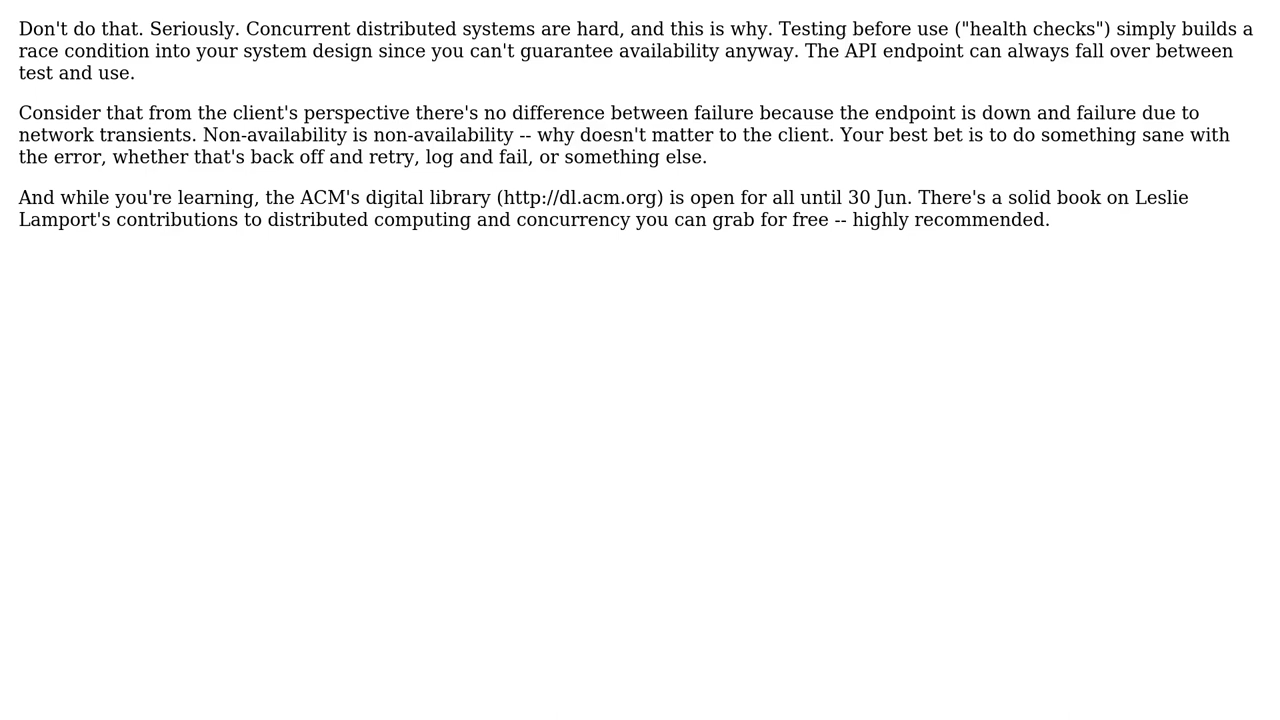 Don't do that. Seriously. Concurrent distributed systems are hard, and this is why. Testing before use ("health checks") simply builds a
race condition into your system design since you can't guarantee availability anyway. The API endpoint can always fall over between
test and use.
Consider that from the client's perspective there's no difference between failure because the endpoint is down and failure due to
network transients. Non-availability is non-availability -- why doesn't matter to the client. Your best bet is to do something sane with
the error, whether that's back off and retry, log and fail, or something else.
And while you're learning, the ACM's digital library (http://dl.acm.org) is open for all until 30 Jun. There's a solid book on Leslie
Lamport's contributions to distributed computing and concurrency you can grab for free -- highly recommended.